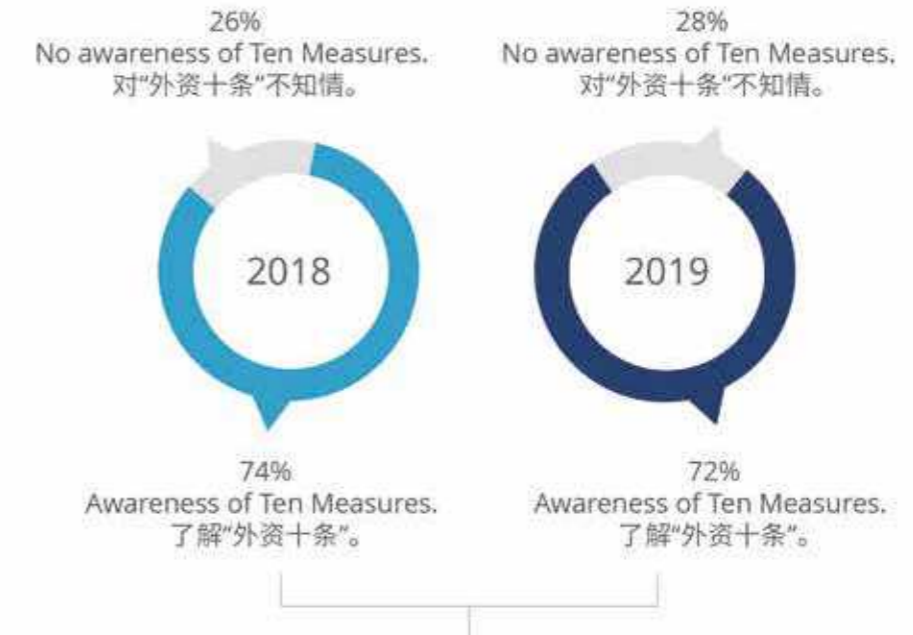 26%
No awareness of Ten Measures.
对“外资十条”不知情。
28%
No awareness of Ten Measures.
对“外资十条”不知情。
2018
2019
74%
Awareness of Ten Measures.
了解“外资十条”。
72%
Awareness of Ten Measures.
了解“外资十条”。